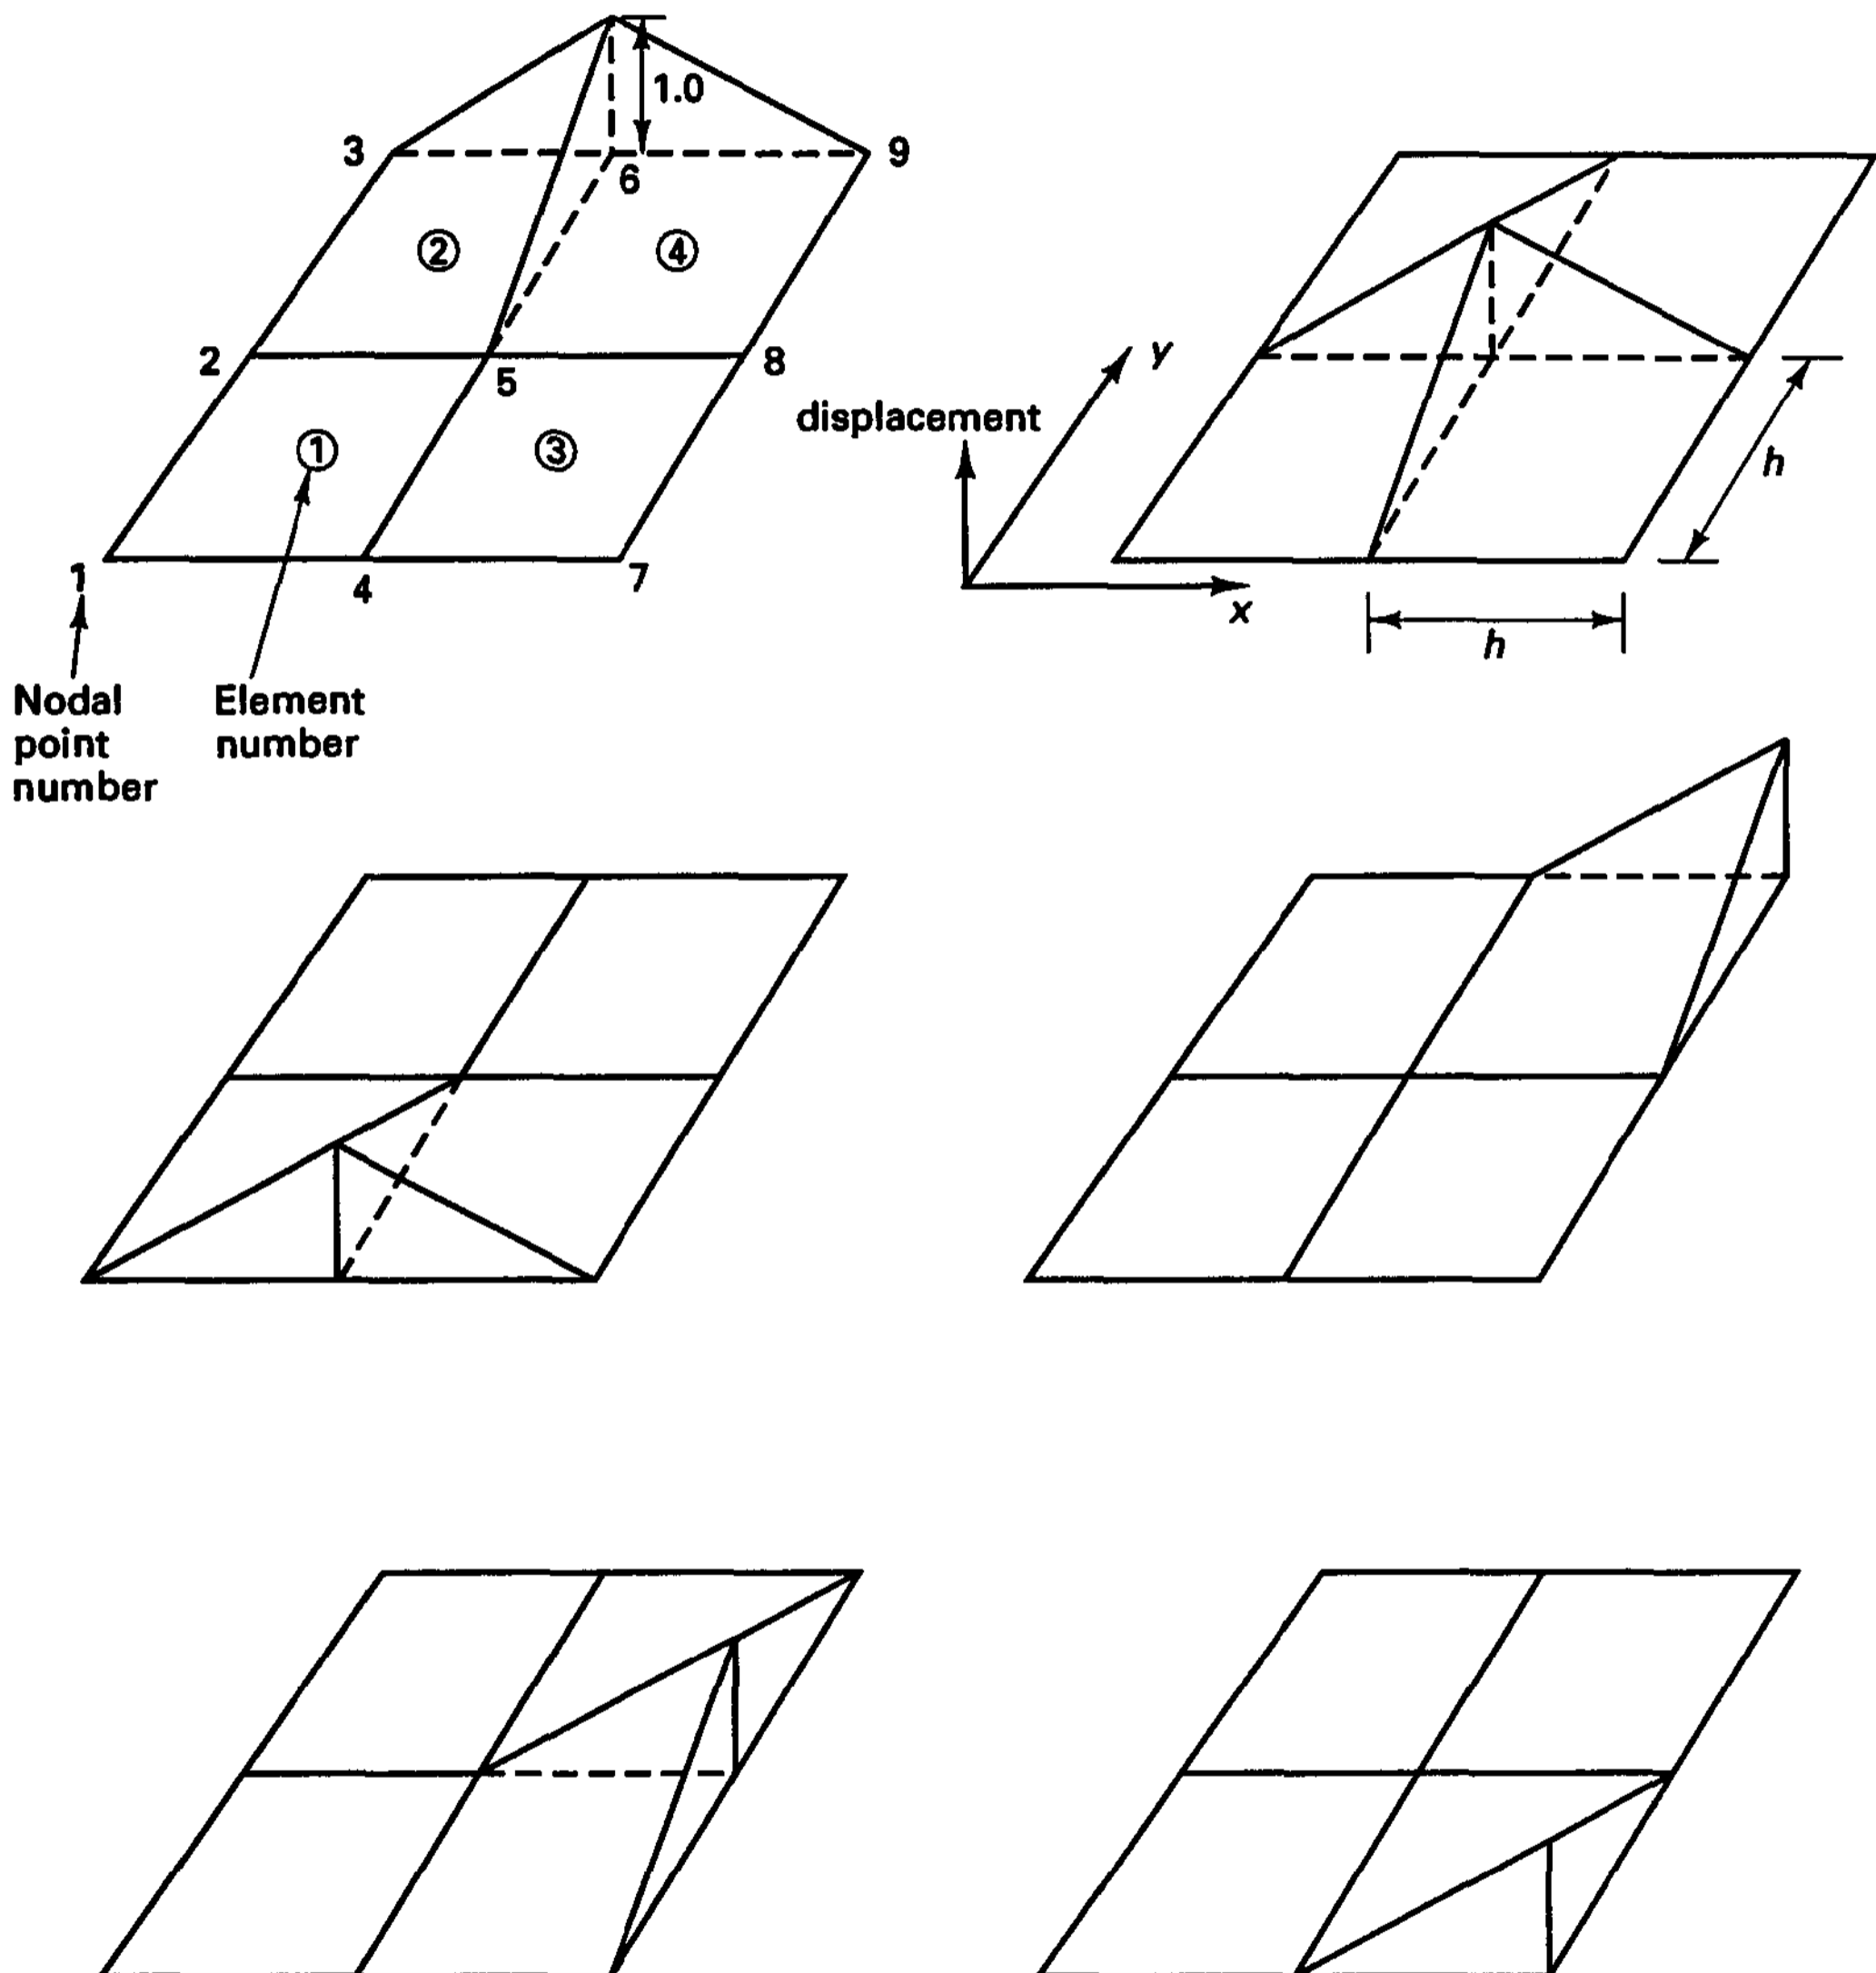 1.0
3
9
6
②
④
2
8
5
y
displacement
①
③
h
1
4
7
x
h
Nodal
point
number
Element
number